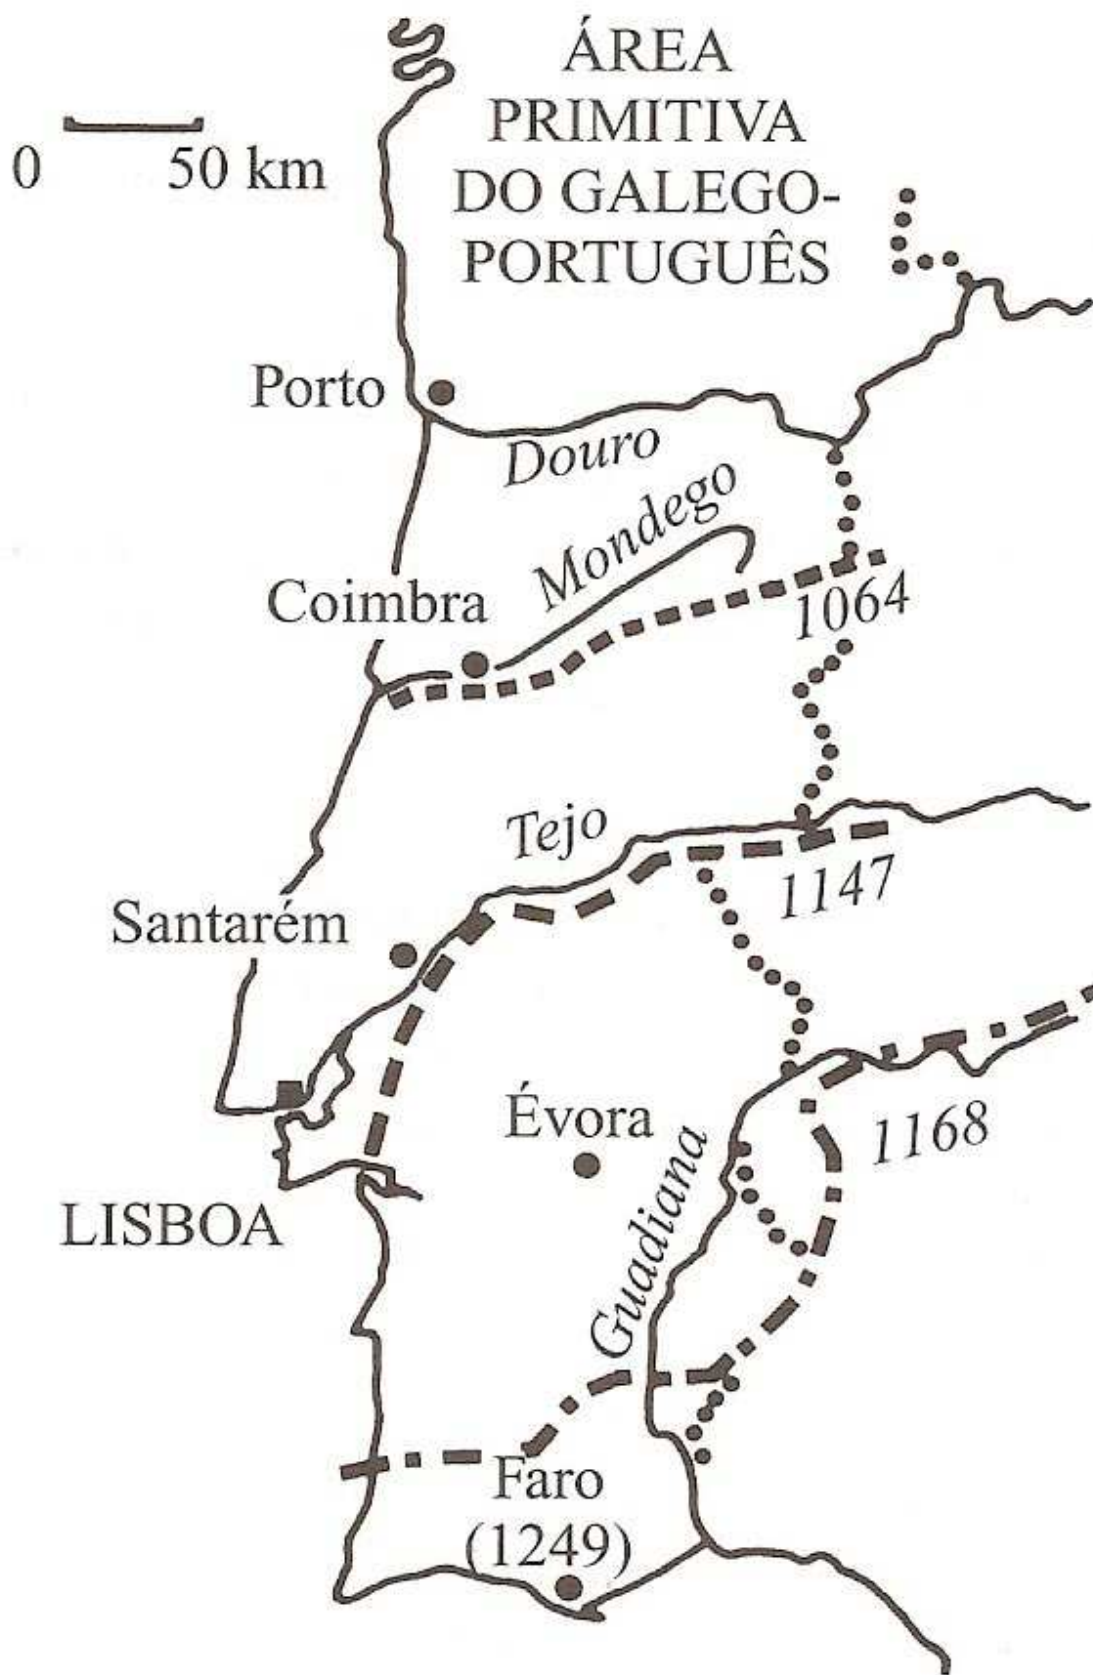 ÁREA
PRIMITIVA
DO GALEGO-
PORTUGUÊS
0 50 km
Porto
Douro
Mondego
Coimbra
1064
Tejo
1147
Santarém
Évora
1168
Guadiana
LISBOA
Faro
(1249)